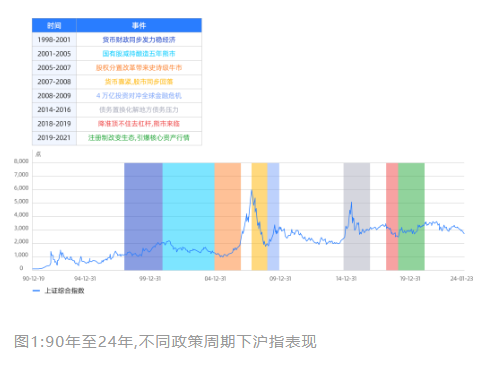 时间 事件
1998-2001 货币财政同步发力稳经济
2001-2005 国有股减持酿造五年熊市
2005-2007 股权分置改革带来史诗级牛市
2007-2008 货币紧缩,股市同步回落
2008-2009 4 万亿投资对冲全球金融危机
2014-2016 债务置换化解地方债务压力
2018-2019 降准顶不住去杠杆,熊市来临
2019-2021 注册制改变生态,引爆核心资产行情
点
8,000
7,000
6,000
5,000
4,000
3,000
2,000
1,000
0
90-12-19 94-12-31 99-12-31 04-12-31 09-12-31 14-12-31 19-12-31 24-01-23
上证综合指数
图1:90年至24年,不同政策周期下沪指表现